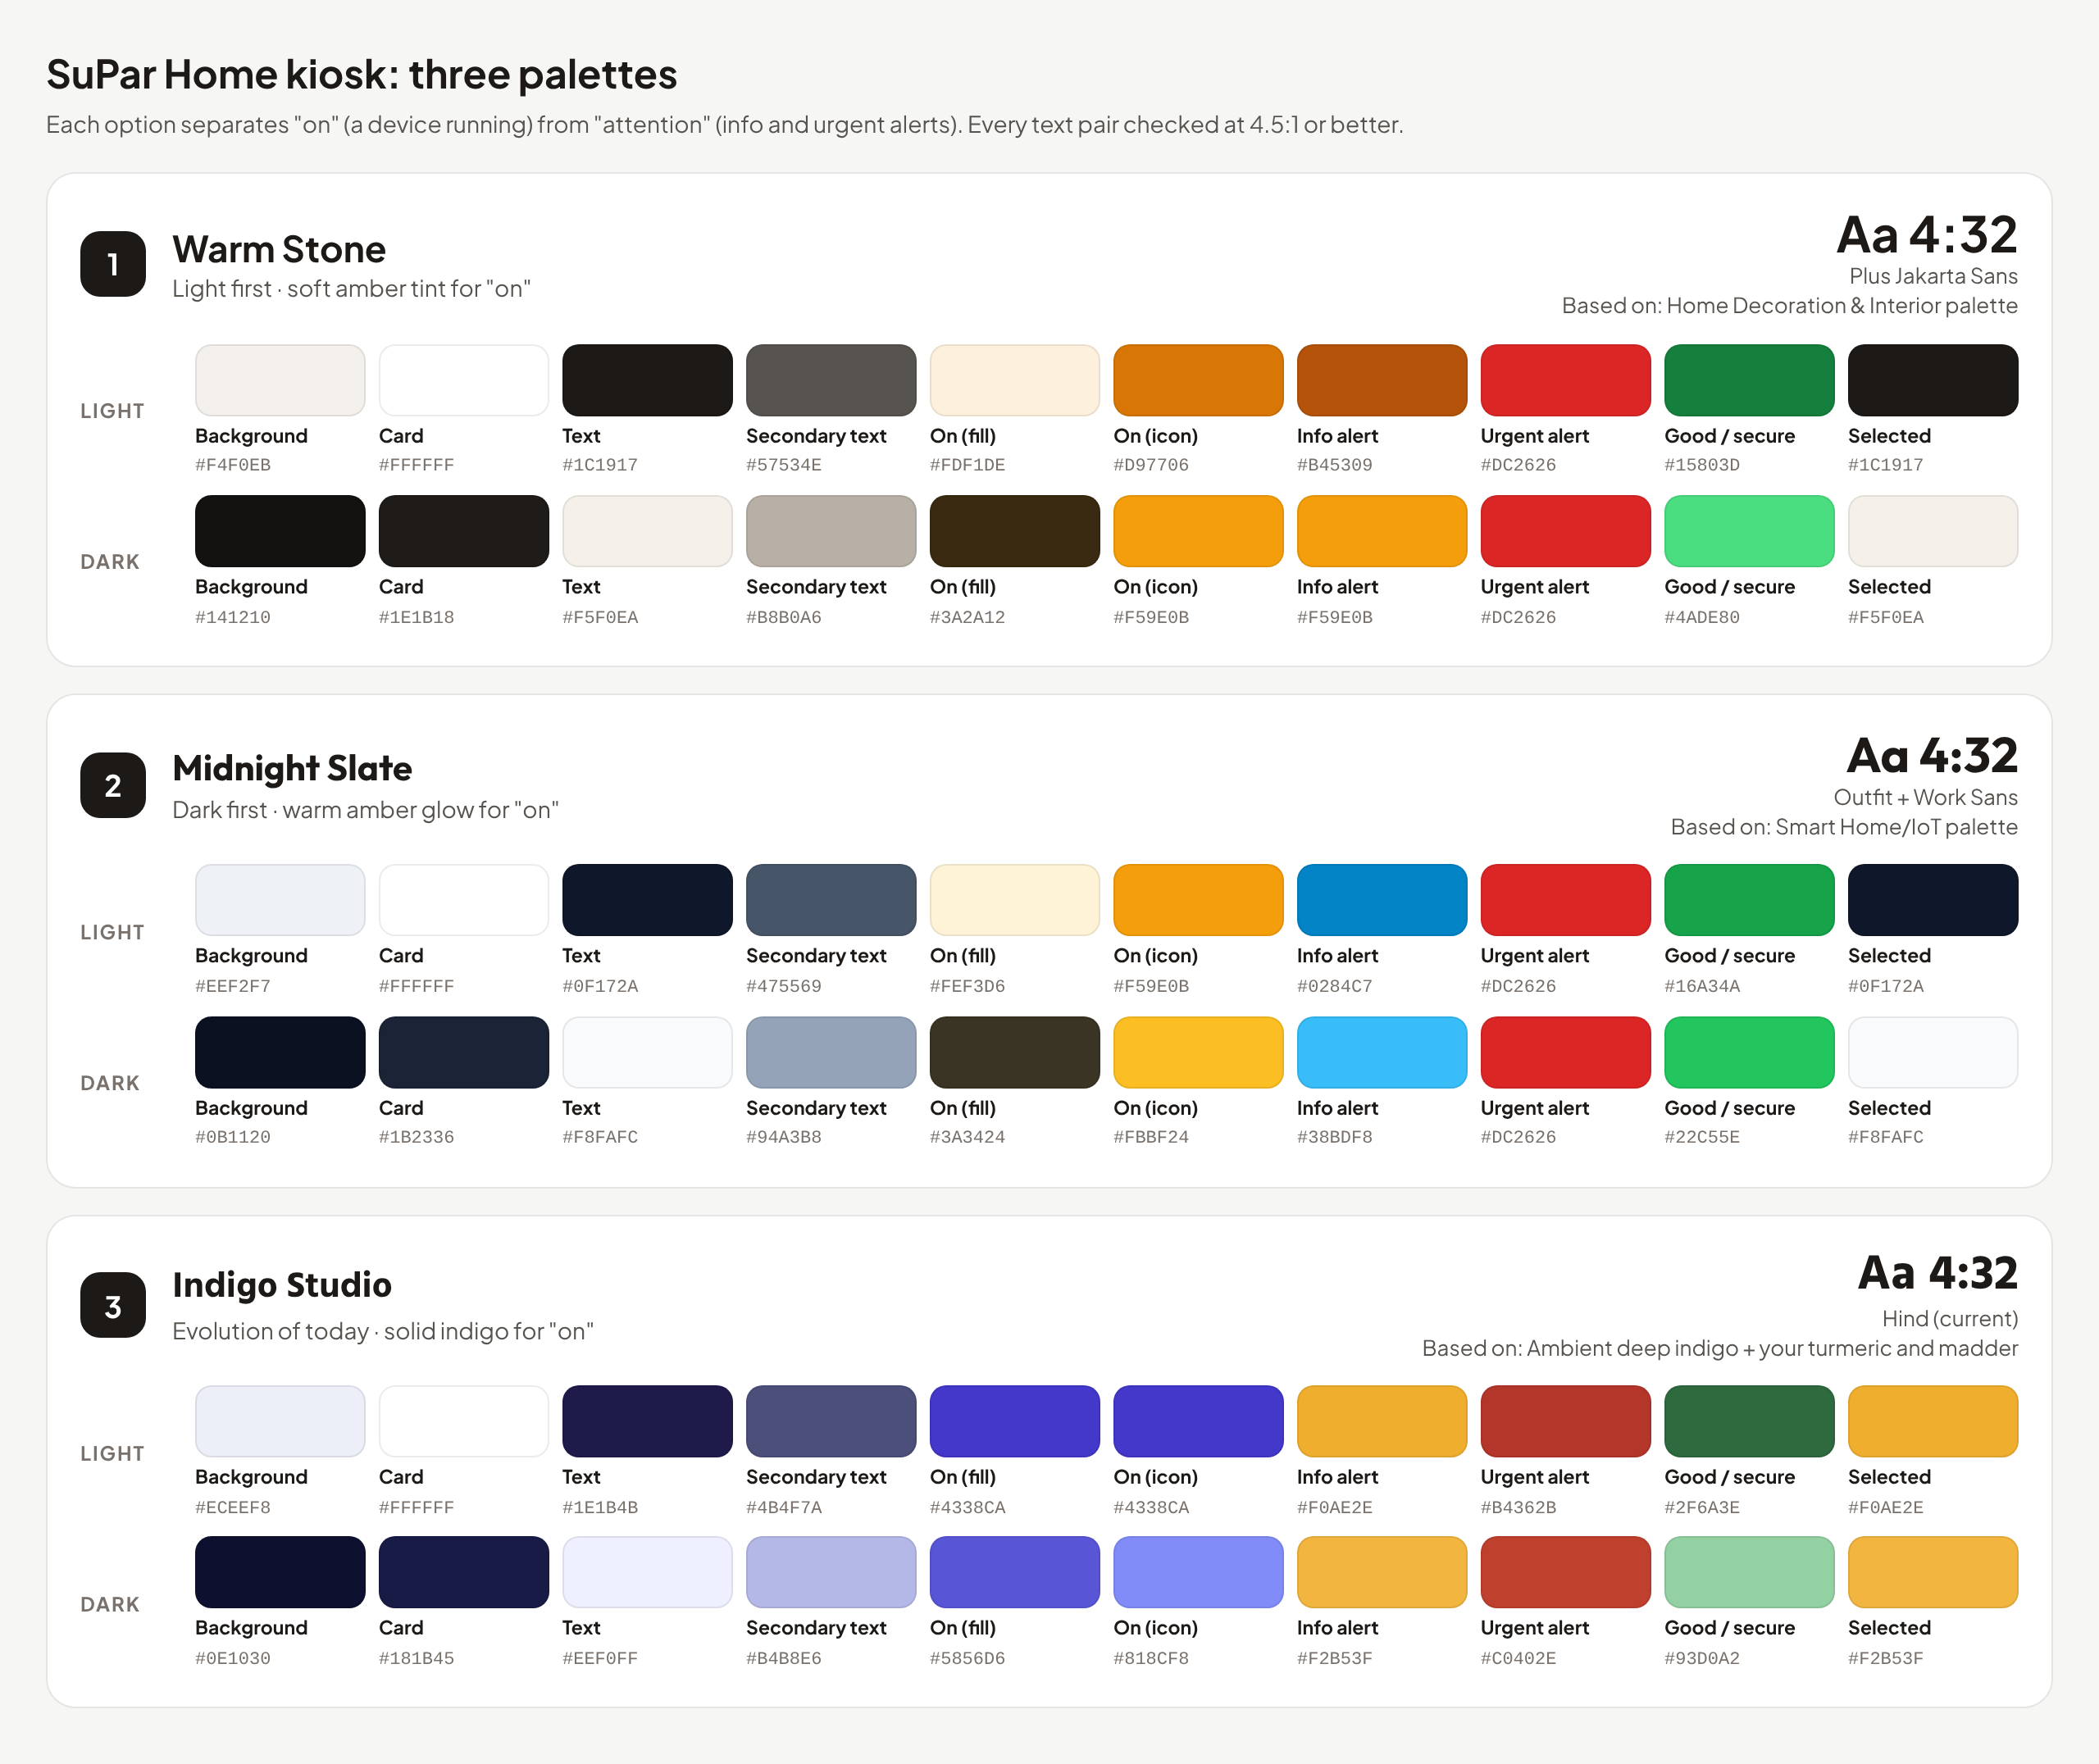 SuPar Home kiosk: three palettes
Each option separates "on" (a device running) from "attention" (info and urgent alerts). Every text pair checked at 4.5:1 or better.
1
Warm Stone
Light first · soft amber tint for "on"
Aa 4:32
Plus Jakarta Sans
Based on: Home Decoration & Interior palette
LIGHT
Background Card Text Secondary text On (fill) On (icon) Info alert Urgent alert Good / secure Selected
#F4F0EB #FFFFFF #1C1917 #57534E #FDF1DE #D97706 #B45309 #DC2626 #15803D #1C1917
DARK
Background Card Text Secondary text On (fill) On (icon) Info alert Urgent alert Good / secure Selected
#141210 #1E1B18 #F5F0EA #B8B0A6 #3A2A12 #F59E0B #F59E0B #DC2626 #4ADE80 #F5F0EA
2
Midnight Slate
Dark first · warm amber glow for "on"
Aa 4:32
Outfit + Work Sans
Based on: Smart Home/IoT palette
LIGHT
Background Card Text Secondary text On (fill) On (icon) Info alert Urgent alert Good / secure Selected
#EEF2F7 #FFFFFF #0F172A #475569 #FEF3D6 #F59E0B #0284C7 #DC2626 #16A34A #0F172A
DARK
Background Card Text Secondary text On (fill) On (icon) Info alert Urgent alert Good / secure Selected
#0B1120 #1B2336 #F8FAFC #94A3B8 #3A3424 #FBBF24 #38BDF8 #DC2626 #22C55E #F8FAFC
3
Indigo Studio
Evolution of today · solid indigo for "on"
Aa 4:32
Hind (current)
Based on: Ambient deep indigo + your turmeric and madder
LIGHT
Background Card Text Secondary text On (fill) On (icon) Info alert Urgent alert Good / secure Selected
#ECEEF8 #FFFFFF #1E1B4B #4B4F7A #4338CA #4338CA #F0AE2E #B4362B #2F6A3E #F0AE2E
DARK
Background Card Text Secondary text On (fill) On (icon) Info alert Urgent alert Good / secure Selected
#0E1030 #181B45 #EEF0FF #B4B8E6 #5856D6 #818CF8 #F2B53F #C0402E #93D0A2 #F2B53F